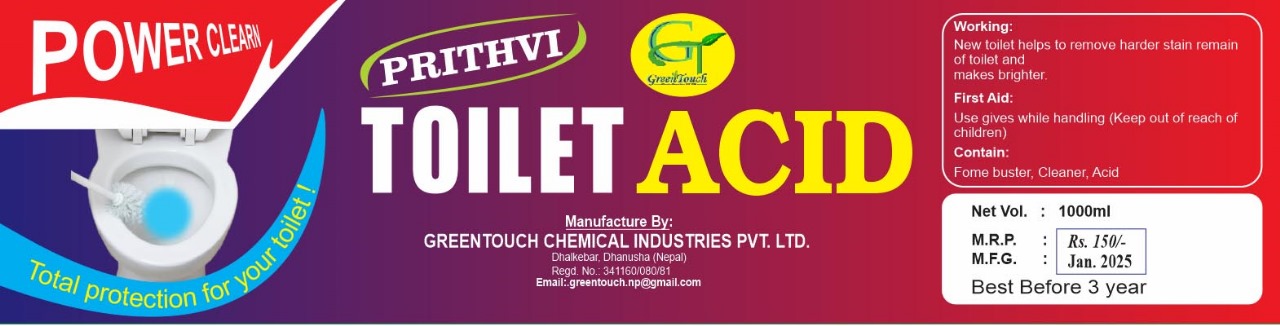 POWER CLEARN
Total protection for your toilet !
PRITHVI
GT
GreenTouch
TOILET ACID
Manufacture By:
GREENTOUCH CHEMICAL INDUSTRIES PVT. LTD.
Dhalkebar, Dhanusha (Nepal)
Regd. No.: 341160/080/81
Email:.greentouch.np@gmail.com
Working:
New toilet helps to remove harder stain remain
of toilet and
makes brighter.
First Aid:
Use gives while handling (Keep out of reach of
children)
Contain:
Fome buster, Cleaner, Acid
Net Vol. : 1000ml
M.R.P. : Rs. 150/-
M.F.G. : Jan. 2025
Best Before 3 year